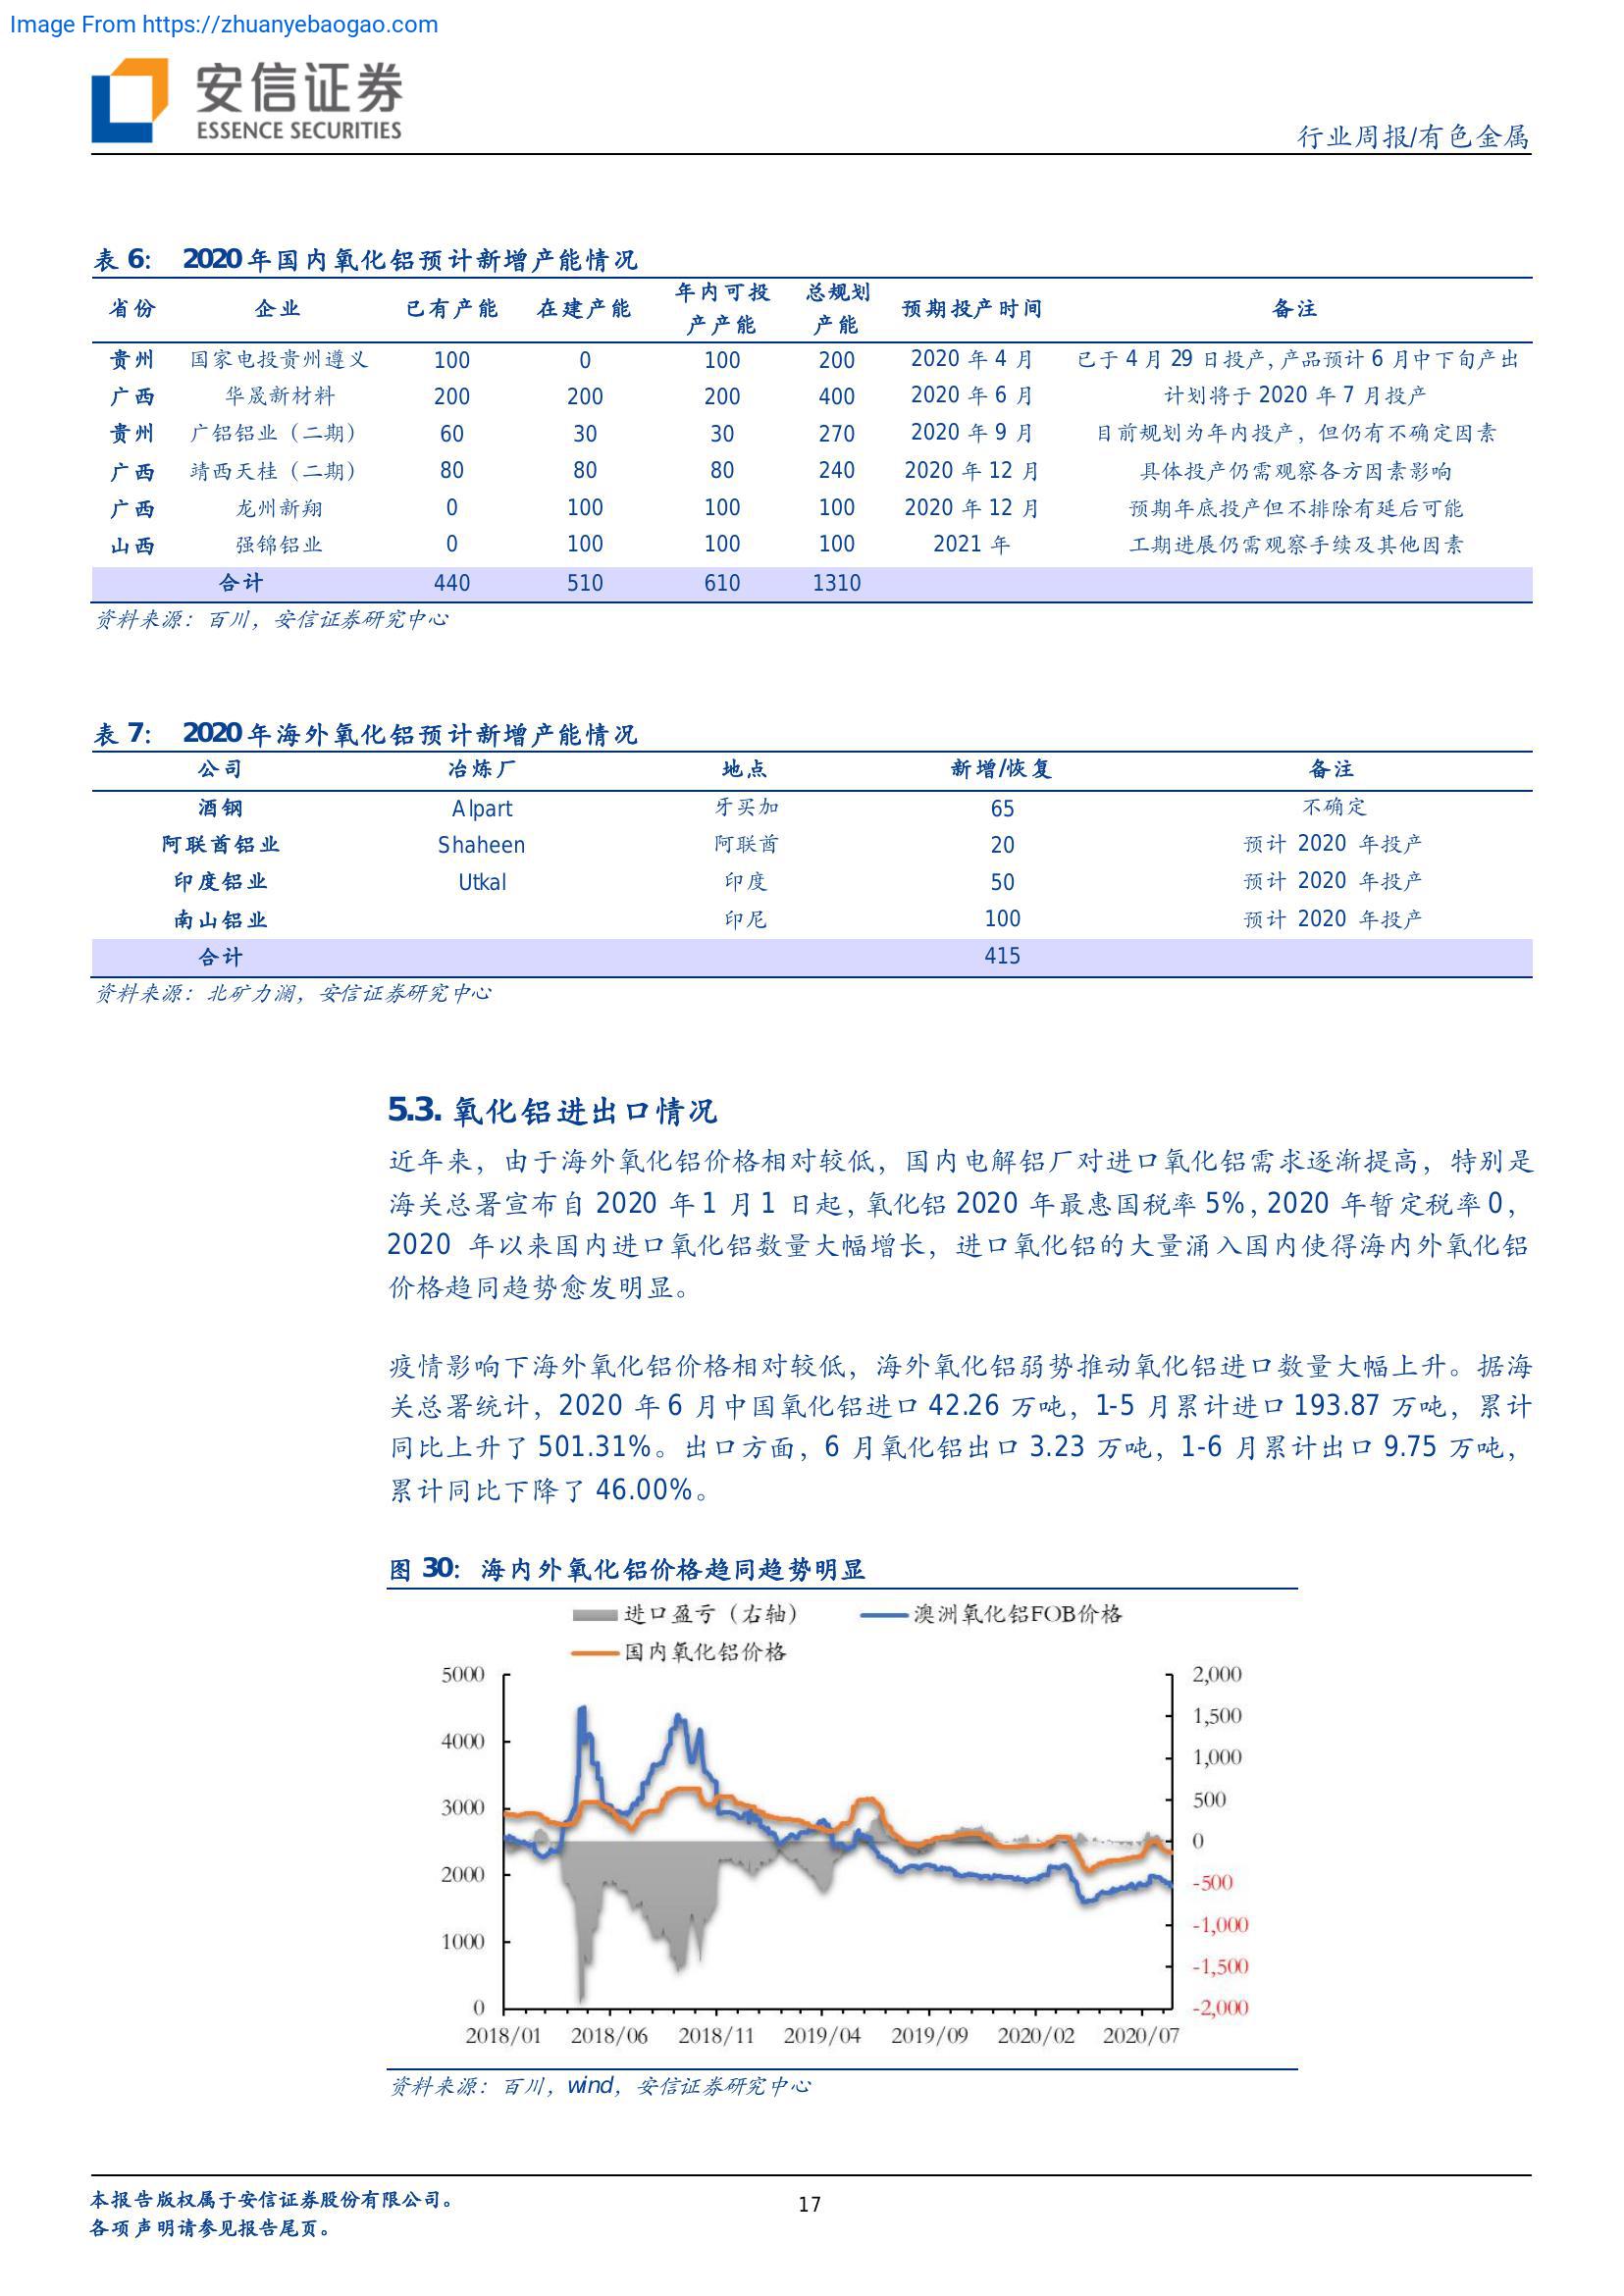 Image From https://zhuanyebaogao.com
安信证券
ESSENCE SECURITIES
行业周报/有色金属
表 6： 2020 年国内氧化铝预计新增产能情况
省份 企业 已有产能 在建产能 年内可投产产能 总规划产能 预期投产时间 备注
贵州 国家电投贵州遵义 100 0 100 200 2020 年 4 月 已于 4 月 29 日投产，产品预计 6 月中下旬产出
广西 华晟新材料 200 200 200 400 2020 年 6 月 计划将于 2020 年 7 月投产
贵州 广铝铝业（二期） 60 30 30 270 2020 年 9 月 目前规划为年内投产，但仍有不确定因素
广西 靖西天桂（二期） 80 80 80 240 2020 年 12 月 具体投产仍需观察各方因素影响
广西 龙州新翔 0 100 100 100 2020 年 12 月 预期年底投产但不排除有延后可能
山西 强锦铝业 0 100 100 100 2021 年 工期进展仍需观察手续及其他因素
合计 440 510 610 1310
资料来源：百川，安信证券研究中心
表 7： 2020 年海外氧化铝预计新增产能情况
公司 冶炼厂 地点 新增/恢复 备注
酒钢 Alpart 牙买加 65 不确定
阿联酋铝业 Shaheen 阿联酋 20 预计 2020 年投产
印度铝业 Utkal 印度 50 预计 2020 年投产
南山铝业 印尼 100 预计 2020 年投产
合计 415
资料来源：北矿力澜，安信证券研究中心
5.3. 氧化铝进出口情况
近年来，由于海外氧化铝价格相对较低，国内电解铝厂对进口氧化铝需求逐渐提高，特别是
海关总署宣布自 2020 年 1 月 1 日起，氧化铝 2020 年最惠国税率 5%，2020 年暂定税率 0，
2020 年以来国内进口氧化铝数量大幅增长，进口氧化铝的大量涌入国内使得海内外氧化铝
价格趋同趋势愈发明显。
疫情影响下海外氧化铝价格相对较低，海外氧化铝弱势推动氧化铝进口数量大幅上升。据海
关总署统计，2020 年 6 月中国氧化铝进口 42.26 万吨，1-5 月累计进口 193.87 万吨，累计
同比上升了 501.31%。出口方面，6 月氧化铝出口 3.23 万吨，1-6 月累计出口 9.75 万吨，
累计同比下降了 46.00%。
图 30：海内外氧化铝价格趋同趋势明显
进口盈亏（右轴） 澳洲氧化铝FOB价格
国内氧化铝价格
5000 2,000
1,500
4000 1,000
3000 500
0
2000 -500
1000 -1,000
-1,500
0 -2,000
2018/01 2018/06 2018/11 2019/04 2019/09 2020/02 2020/07
资料来源：百川，wind，安信证券研究中心
本报告版权属于安信证券股份有限公司。
17
各项声明请参见报告尾页。